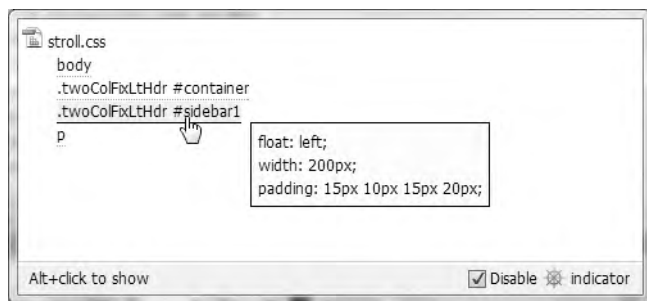 stroll.css
body
.twoColFixLtHdr #container
.twoColFixLtHdr #sidebar1
p
float: left;
width: 200px;
padding: 15px 10px 15px 20px;
Alt+click to show
Disable indicator